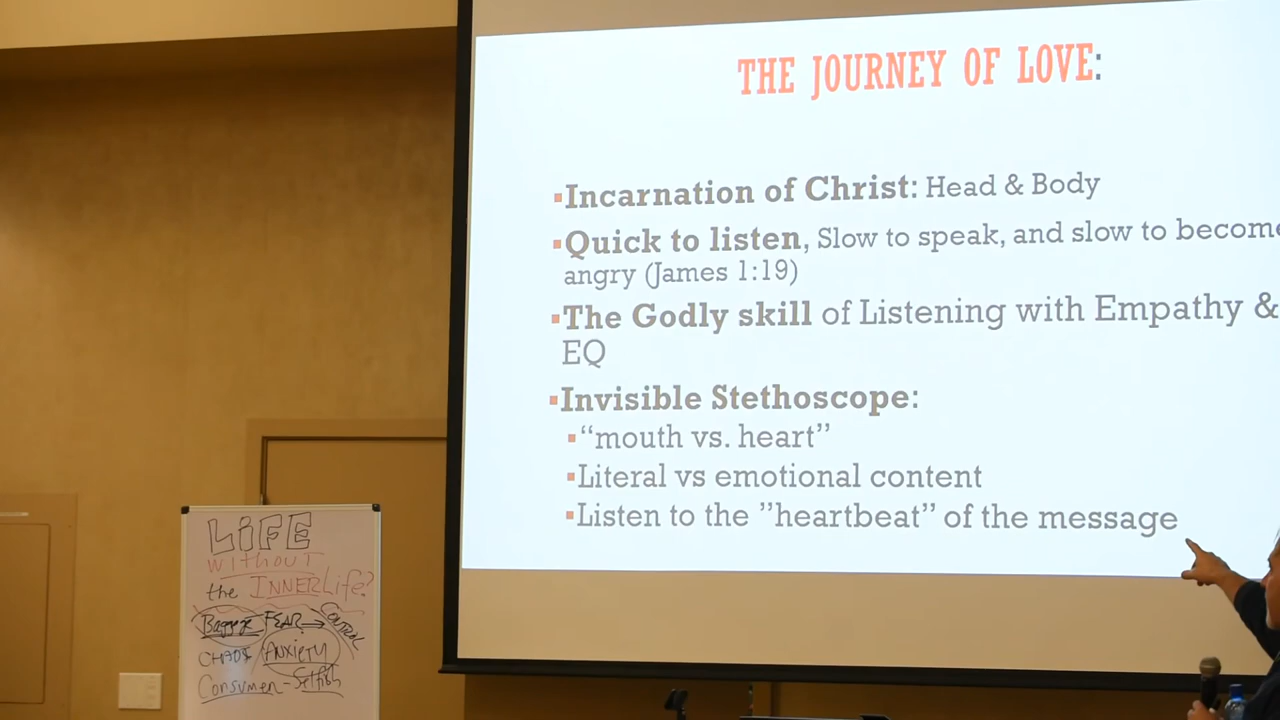 THE JOURNEY OF LOVE:
▪Incarnation of Christ: Head & Body
▪Quick to listen, Slow to speak, and slow to become
angry (James 1:19)
▪The Godly skill of Listening with Empathy &
EQ
▪Invisible Stethoscope:
▪“mouth vs. heart”
▪Literal vs emotional content
▪Listen to the ”heartbeat” of the message
LiFE
without
the INNERLife?
Baggage FEAR → CONTROL
CHAOS ANXIETY
Consumer-Selfish